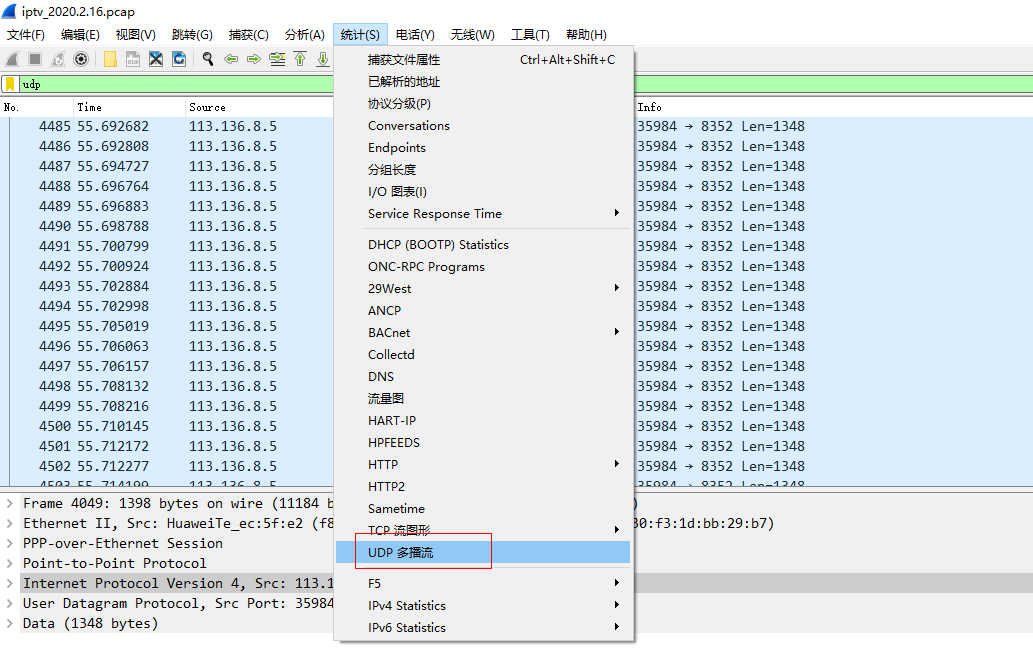 iptv_2020.2.16.pcap
文件(F) 编辑(E) 视图(V) 跳转(G) 捕获(C) 分析(A) 统计(S) 电话(Y) 无线(W) 工具(T) 帮助(H)
udp
No. Time Source Info
4485 55.692682 113.136.8.5 35984 → 8352 Len=1348
4486 55.692808 113.136.8.5 35984 → 8352 Len=1348
4487 55.694727 113.136.8.5 35984 → 8352 Len=1348
4488 55.696764 113.136.8.5 35984 → 8352 Len=1348
4489 55.696883 113.136.8.5 35984 → 8352 Len=1348
4490 55.698788 113.136.8.5 35984 → 8352 Len=1348
4491 55.700799 113.136.8.5 35984 → 8352 Len=1348
4492 55.700924 113.136.8.5 35984 → 8352 Len=1348
4493 55.702884 113.136.8.5 35984 → 8352 Len=1348
4494 55.702998 113.136.8.5 35984 → 8352 Len=1348
4495 55.705019 113.136.8.5 35984 → 8352 Len=1348
4496 55.706063 113.136.8.5 35984 → 8352 Len=1348
4497 55.706157 113.136.8.5 35984 → 8352 Len=1348
4498 55.708132 113.136.8.5 35984 → 8352 Len=1348
4499 55.708216 113.136.8.5 35984 → 8352 Len=1348
4500 55.710145 113.136.8.5 35984 → 8352 Len=1348
4501 55.712172 113.136.8.5 35984 → 8352 Len=1348
4502 55.712277 113.136.8.5 35984 → 8352 Len=1348
4503 55.714199 113.136.8.5 35984 → 8352 Len=1348
捕获文件属性 Ctrl+Alt+Shift+C
已解析的地址
协议分级(P)
Conversations
Endpoints
分组长度
I/O 图表(I)
Service Response Time
DHCP (BOOTP) Statistics
ONC-RPC Programs
29West
ANCP
BACnet
Collectd
DNS
流量图
HART-IP
HPFEEDS
HTTP
HTTP2
Sametime
TCP 流图形
UDP 多播流
F5
IPv4 Statistics
IPv6 Statistics
Frame 4049: 1398 bytes on wire (11184 b )
Ethernet II, Src: HuaweiTe_ec:5f:e2 (f8 30:f3:1d:bb:29:b7)
PPP-over-Ethernet Session
Point-to-Point Protocol
Internet Protocol Version 4, Src: 113.1
User Datagram Protocol, Src Port: 35984
Data (1348 bytes)